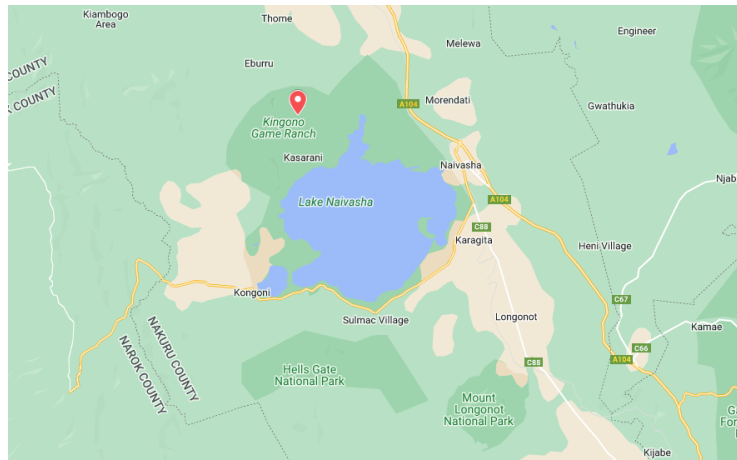 Kiambogo
Area
Thome
Engineer
Melewa
Eburru
COUNTY
COUNTY
Morendati
A104
Gwathukia
Kingono
Game Ranch
Kasarani
Naivasha
Njab
Lake Naivasha
A104
C88
Karagita
Heni Village
Kongoni
C67
Sulmac Village
Longonot
Kamae
NAKURU COUNTY
NAROK COUNTY
C66
A104
C88
Hells Gate
National Park
Mount
Longonot
National Park
Ga
For
Kijabe